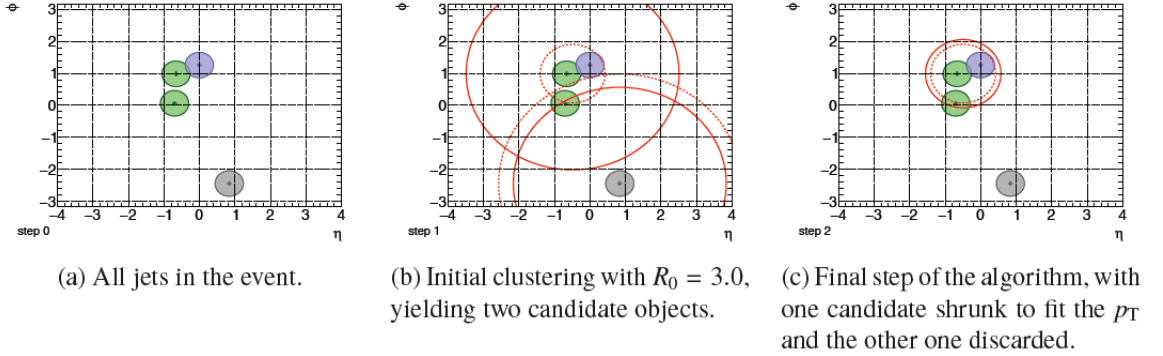 ϕ
3
2
1
0
−1
−2
−3
−4 −3 −2 −1 0 1 2 3 4
step 0
η
ϕ
3
2
1
0
−1
−2
−3
−4 −3 −2 −1 0 1 2 3 4
step 1
η
ϕ
3
2
1
0
−1
−2
−3
−4 −3 −2 −1 0 1 2 3 4
step 2
η
(a) All jets in the event.
(b) Initial clustering with R₀ = 3.0,
yielding two candidate objects.
(c) Final step of the algorithm, with
one candidate shrunk to fit the pT
and the other one discarded.